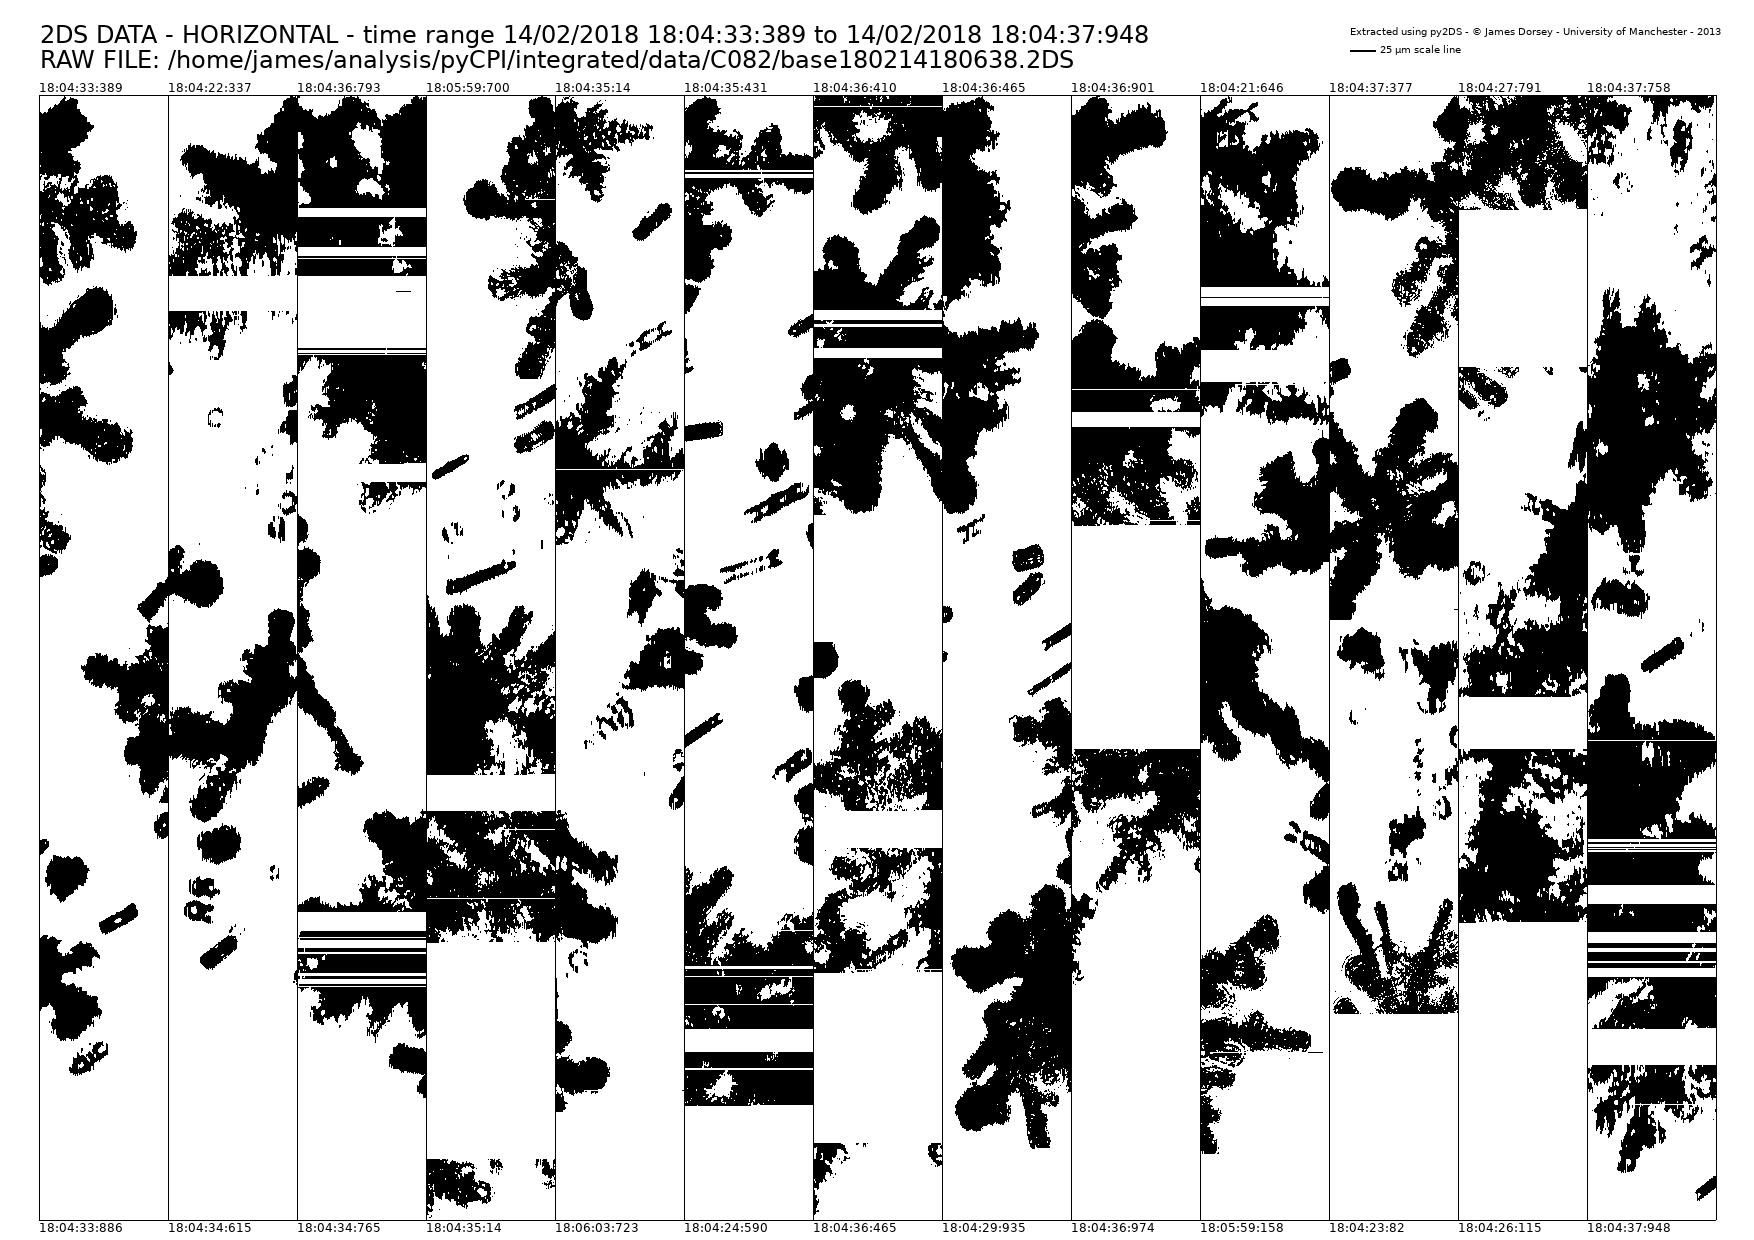 2DS DATA - HORIZONTAL - time range 14/02/2018 18:04:33:389 to 14/02/2018 18:04:37:948
RAW FILE: /home/james/analysis/pyCPI/integrated/data/C082/base180214180638.2DS
Extracted using py2DS - © James Dorsey - University of Manchester - 2013
25 µm scale line
18:04:33:389 18:04:22:337 18:04:36:793 18:05:59:700 18:04:35:14 18:04:35:431 18:04:36:410 18:04:36:465 18:04:36:901 18:04:21:646 18:04:37:377 18:04:27:791 18:04:37:758
18:04:33:886 18:04:34:615 18:04:34:765 18:04:35:14 18:06:03:723 18:04:24:590 18:04:36:465 18:04:29:935 18:04:36:974 18:05:59:158 18:04:23:82 18:04:26:115 18:04:37:948